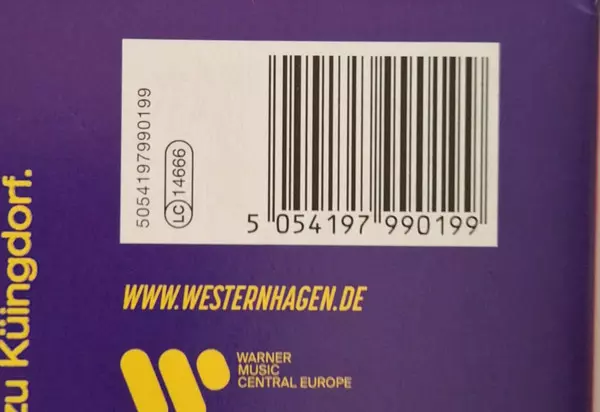 zu Küingdorf.
5054197990199
LC 14666
5 054197 990199
WWW.WESTERNHAGEN.DE
WARNER
MUSIC
CENTRAL EUROPE